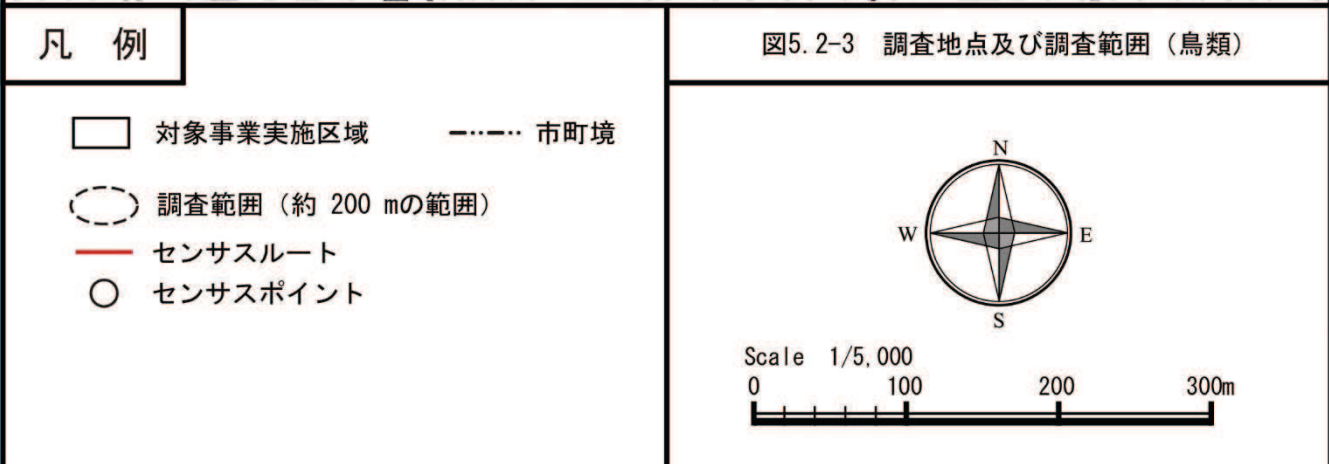 凡 例
図5.2-3 調査地点及び調査範囲（鳥類）
対象事業実施区域
市町境
調査範囲（約 200 mの範囲）
センサスルート
センサスポイント
N
W
E
S
Scale 1/5,000
0 100 200 300m